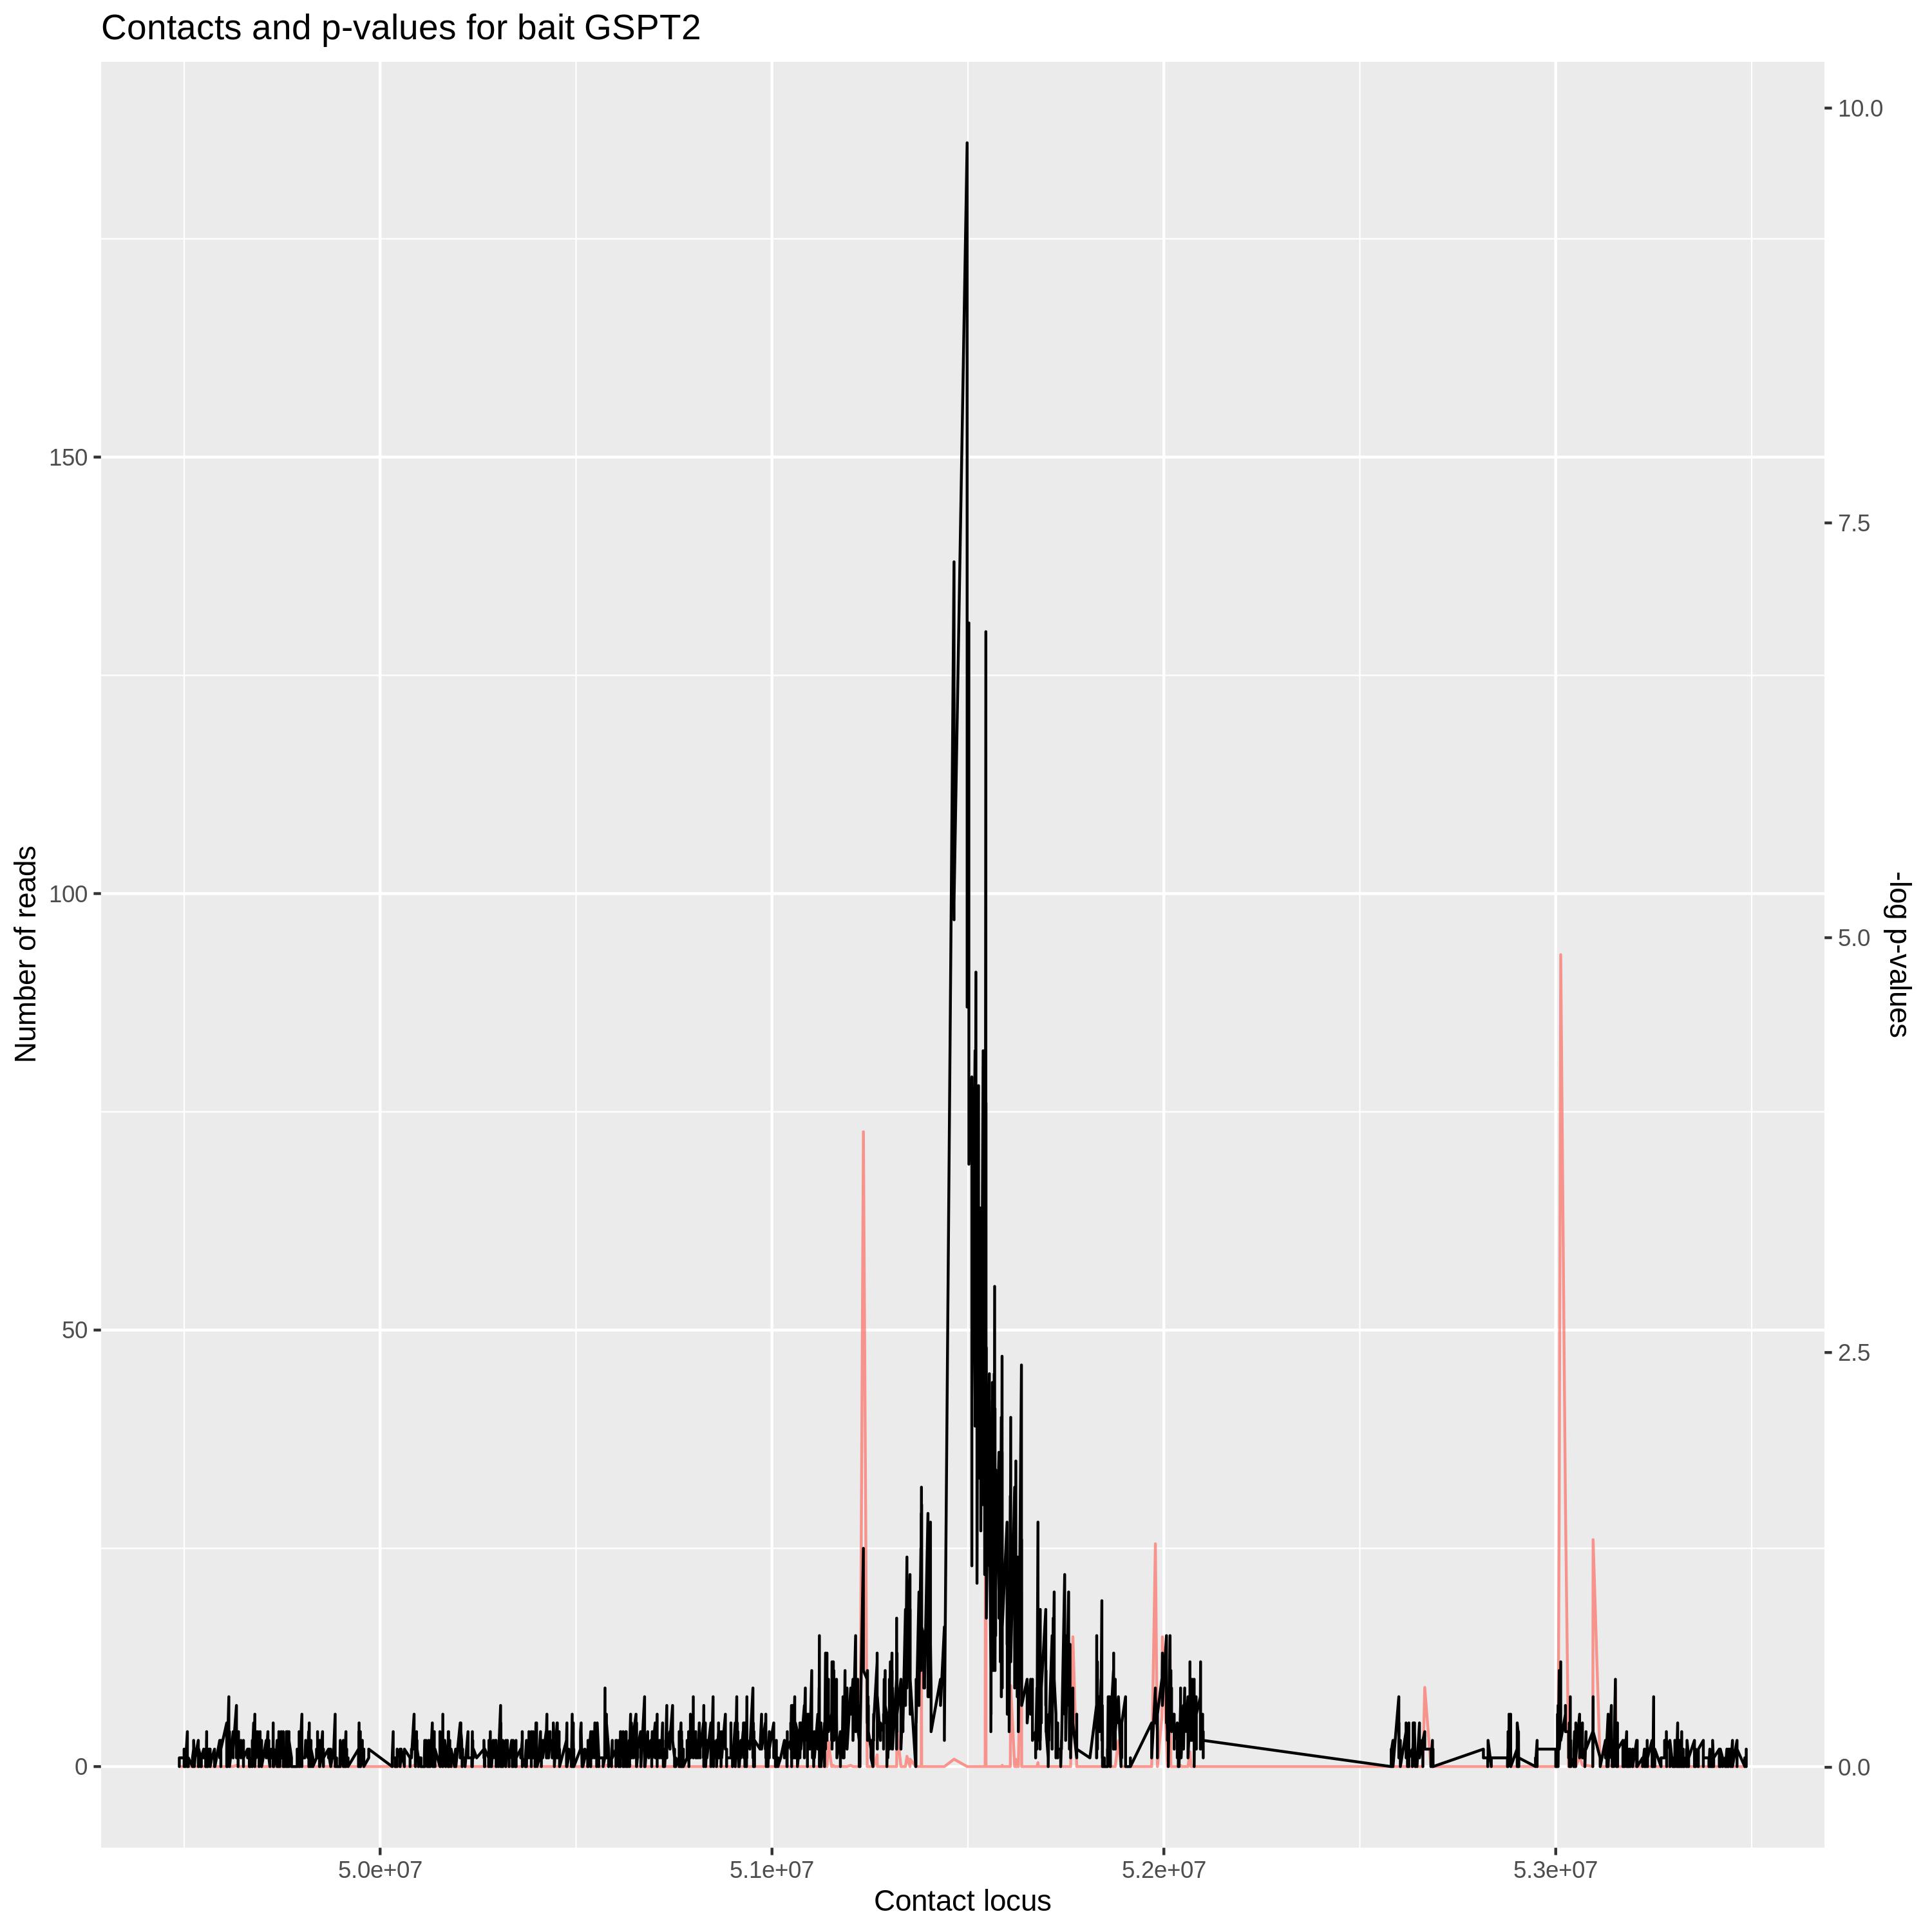 Contacts and p-values for bait GSPT2
10.0
150
7.5
100
5.0
Number of reads
-log p-values
50
2.5
0
0.0
5.0e+07
5.1e+07
5.2e+07
5.3e+07
Contact locus